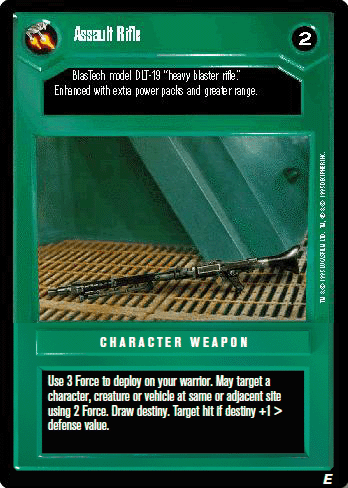 Assault Rifle
2
BlasTech model DLT-19 "heavy blaster rifle."
Enhanced with extra power packs and greater range.
CHARACTER WEAPON
Use 3 Force to deploy on your warrior. May target a
character, creature or vehicle at same or adjacent site
using 2 Force. Draw destiny. Target hit if destiny +1 >
defense value.
E